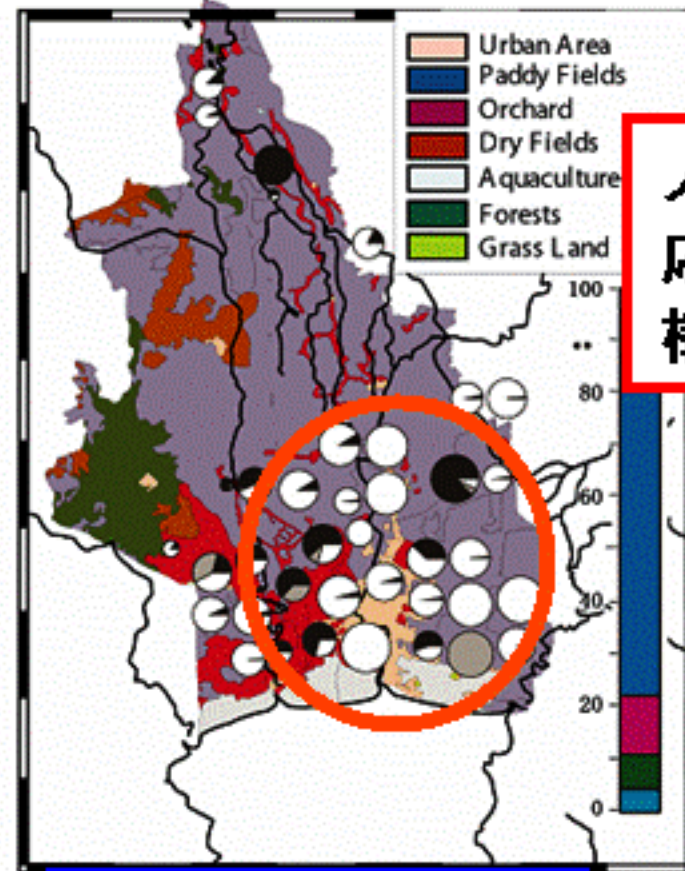 Urban Area
Paddy Fields
Orchard
Dry Fields
Aquaculture
Forests
Grass Land
100
80
60
40
20
0